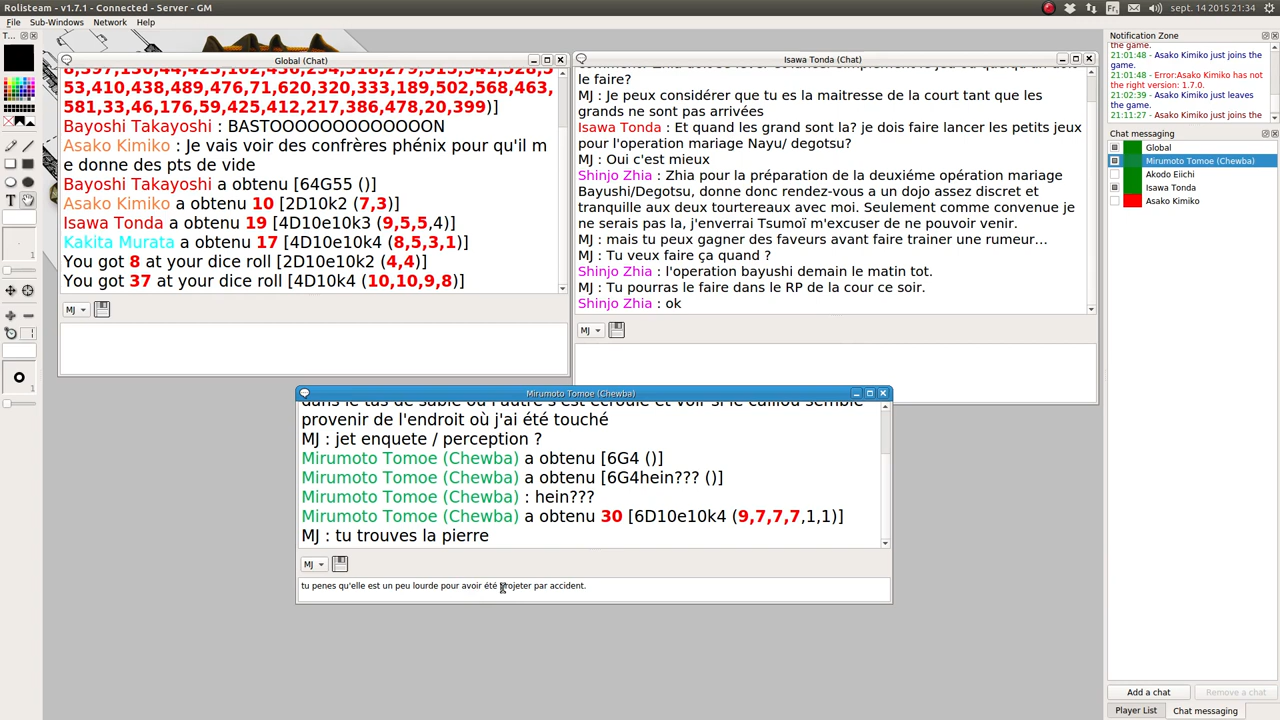 Rolisteam - v1.7.1 - Connected - Server - GM
Fr
sept. 14 2015 21:34
File Sub-Windows Network Help
T...
1
1
Global (Chat)
53,410,438,489,476,71,620,320,333,189,502,568,463,
581,33,46,176,59,425,412,217,386,478,20,399)]
Bayoshi Takayoshi : BASTOOOOOOOOOOOOON
Asako Kimiko : Je vais voir des confrères phénix pour qu'il m
e donne des pts de vide
Bayoshi Takayoshi a obtenu [64G55 ()]
Asako Kimiko a obtenu 10 [2D10k2 (7,3)]
Isawa Tonda a obtenu 19 [4D10e10k3 (9,5,5,4)]
Kakita Murata a obtenu 17 [4D10e10k4 (8,5,3,1)]
You got 8 at your dice roll [2D10e10k2 (4,4)]
You got 37 at your dice roll [4D10k4 (10,10,9,8)]
MJ
Isawa Tonda (Chat)
le faire?
MJ : Je peux considérer que tu es la maitresse de la court tant que les
grands ne sont pas arrivées
Isawa Tonda : Et quand les grand sont la? je dois faire lancer les petits jeux
pour l'operation mariage Nayu/ degotsu?
MJ : Oui c'est mieux
Shinjo Zhia : Zhia pour la préparation de la deuxiéme opération mariage
Bayushi/Degotsu, donne donc rendez-vous a un dojo assez discret et
tranquille aux deux tourtereaux avec moi. Seulement comme convenue je
ne serais pas la, j'enverrai Tsumoï m'excuser de ne pouvoir venir.
MJ : mais tu peux gagner des faveurs avant faire trainer une rumeur...
MJ : Tu veux faire ça quand ?
Shinjo Zhia : l'operation bayushi demain le matin tot.
MJ : Tu pourras le faire dans le RP de la cour ce soir.
Shinjo Zhia : ok
MJ
Mirumoto Tomoe (Chewba)
provenir de l'endroit où j'ai été touché
MJ : jet enquete / perception ?
Mirumoto Tomoe (Chewba) a obtenu [6G4 ()]
Mirumoto Tomoe (Chewba) a obtenu [6G4hein??? ()]
Mirumoto Tomoe (Chewba) : hein???
Mirumoto Tomoe (Chewba) a obtenu 30 [6D10e10k4 (9,7,7,7,1,1)]
MJ : tu trouves la pierre
MJ
tu penes qu'elle est un peu lourde pour avoir été projeter par accident.
Notification Zone
the game.
21:01:48 - Asako Kimiko just joins the
game.
21:01:48 - Error:Asako Kimiko has not
the right version: 1.7.0.
21:02:39 - Asako Kimiko just leaves
the game.
21:11:27 - Asako Kimiko just joins the
Chat messaging
Global
Mirumoto Tomoe (Chewba)
Akodo Eiichi
Isawa Tonda
Asako Kimiko
Add a chat
Remove a chat
Player List
Chat messaging